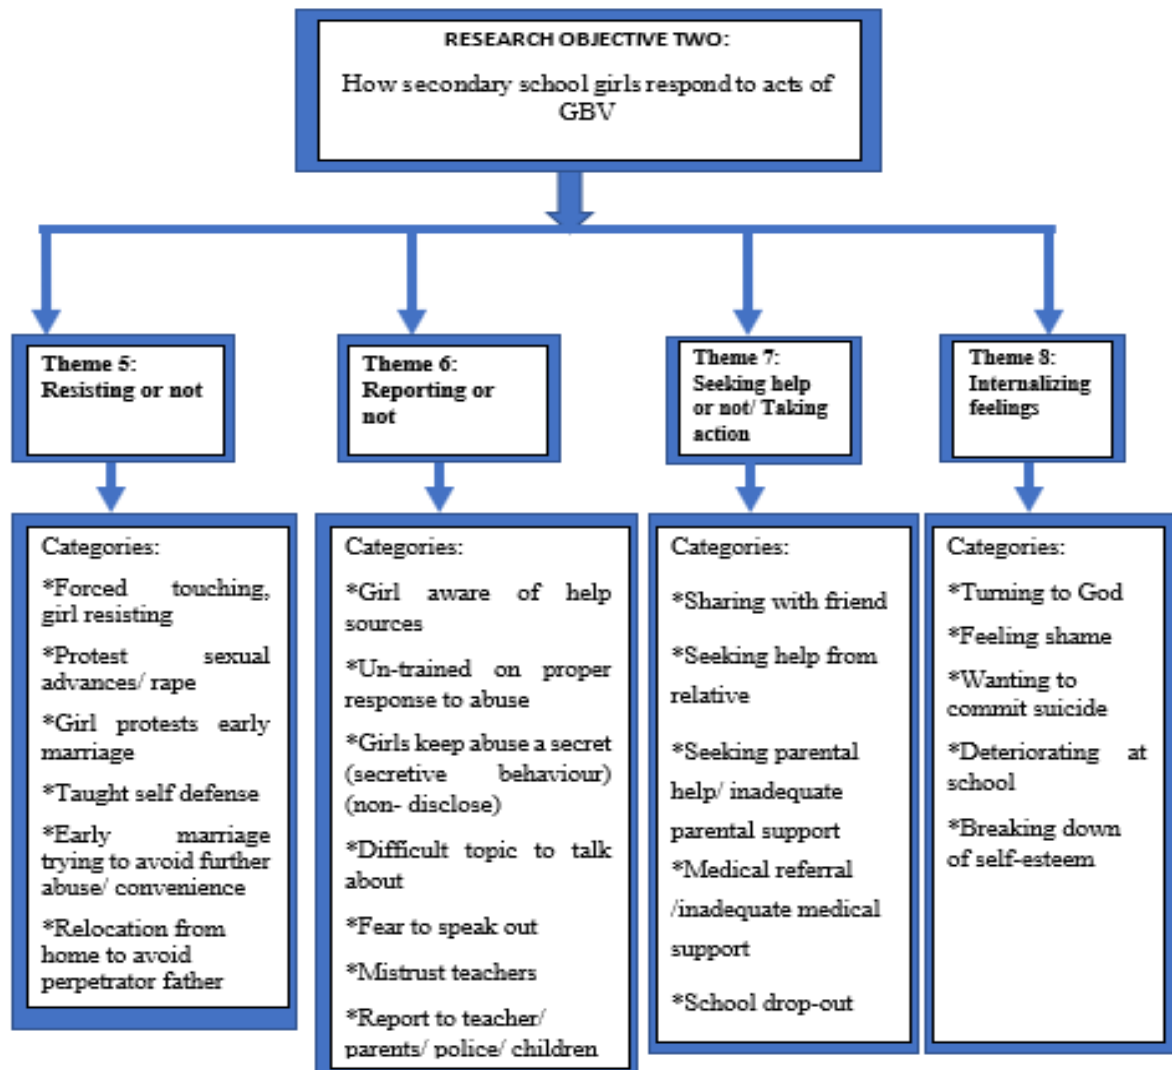 RESEARCH OBJECTIVE TWO:
How secondary school girls respond to acts of
GBV
Theme 5:
Resisting or not
Theme 6:
Reporting or
not
Theme 7:
Seeking help
or not/ Taking
action
Theme 8:
Internalizing
feelings
Categories:
*Forced touching,
girl resisting
*Protest sexual
advances/ rape
*Girl protests early
marriage
*Taught self defense
*Early marriage
trying to avoid further
abuse/ convenience
*Relocation from
home to avoid
perpetrator father
Categories:
*Girl aware of help
sources
*Un-trained on proper
response to abuse
*Girls keep abuse a secret
(secretive behaviour)
(non- disclose)
*Difficult topic to talk
about
*Fear to speak out
*Mistrust teachers
*Report to teacher/
parents/ police/ children
Categories:
*Sharing with friend
*Seeking help from
relative
*Seeking parental
help/ inadequate
parental support
*Medical referral
/inadequate medical
support
*School drop-out
Categories:
*Turning to God
*Feeling shame
*Wanting to
commit suicide
*Deteriorating at
school
*Breaking down
of self-esteem